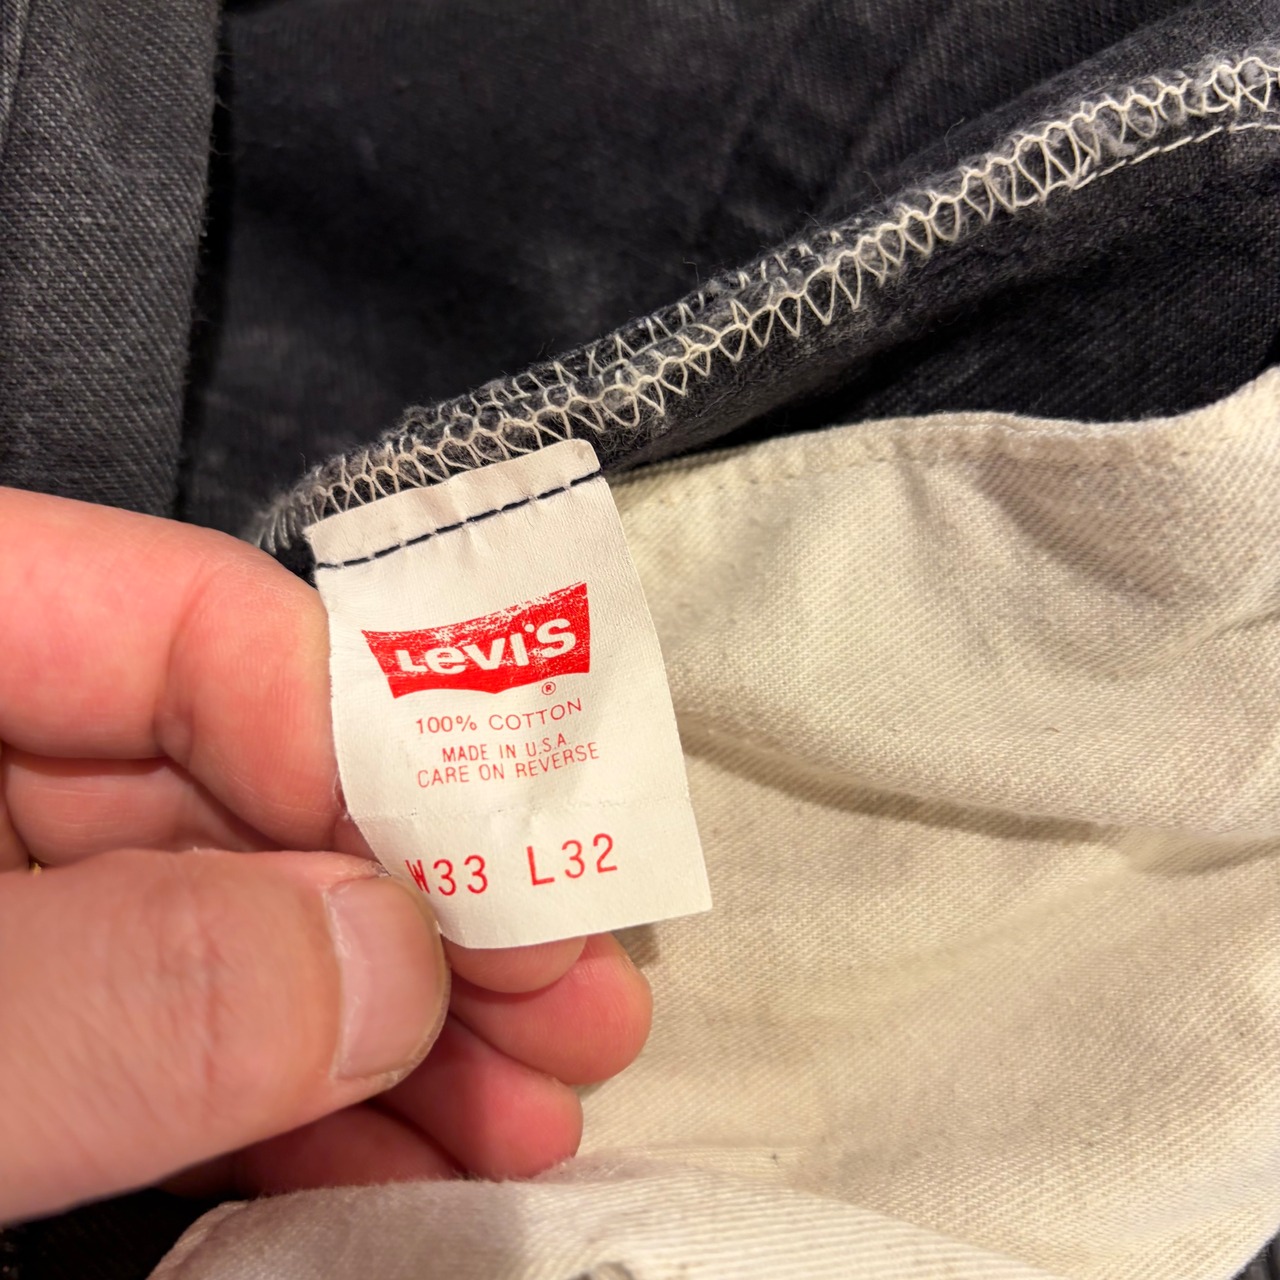 Levi's
®
100% COTTON
MADE IN U.S.A.
CARE ON REVERSE
W33 L32